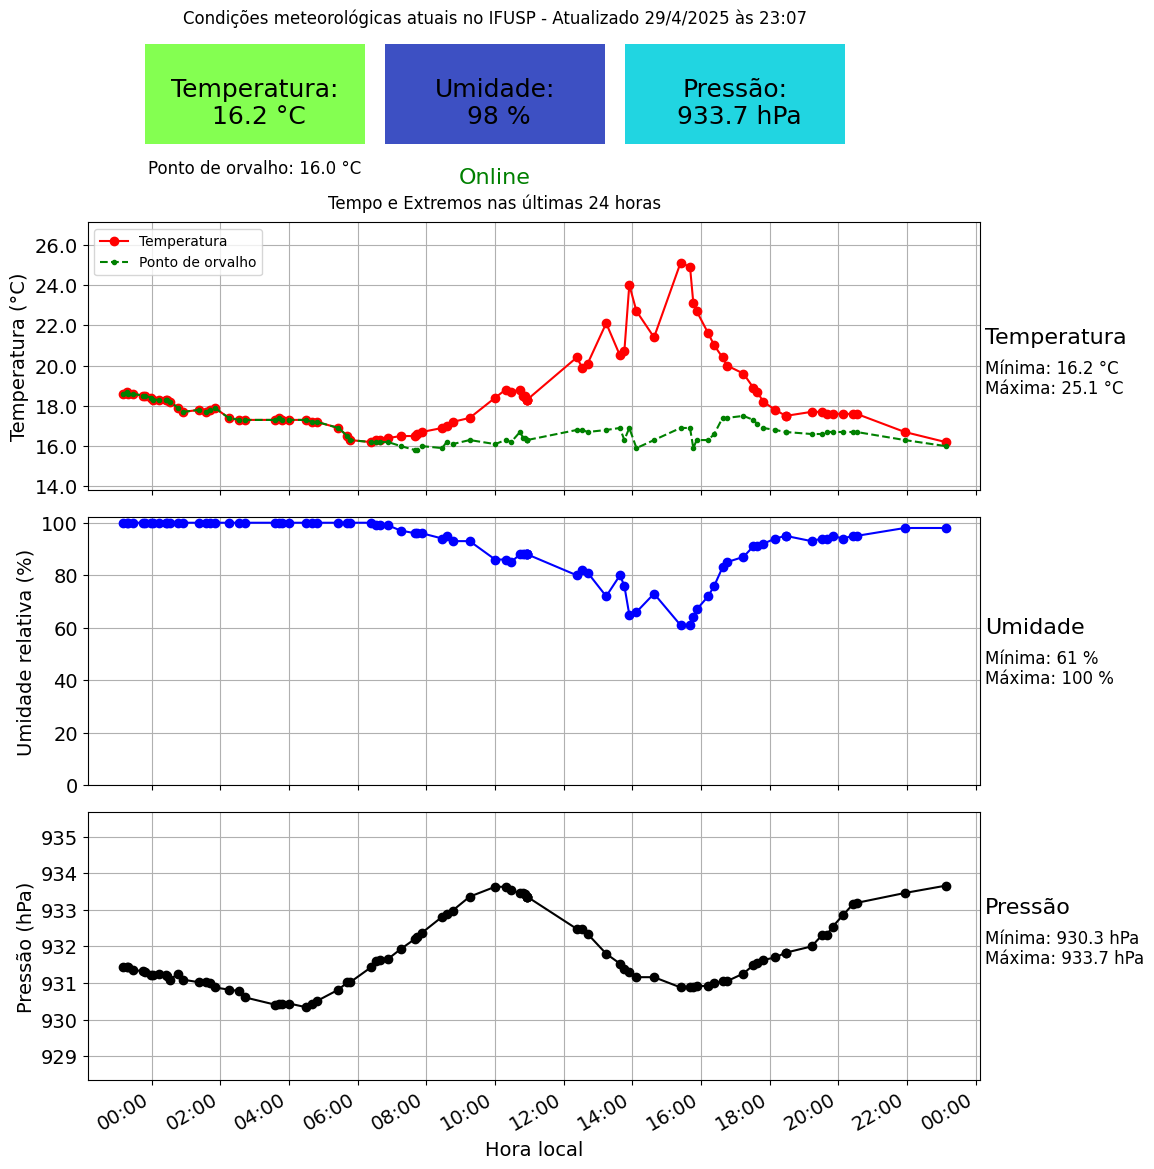 Condições meteorológicas atuais no IFUSP - Atualizado 29/4/2025 às 23:07
Temperatura:
16.2 °C
Umidade:
98 %
Pressão:
933.7 hPa
Ponto de orvalho: 16.0 °C
Online
Tempo e Extremos nas últimas 24 horas
Temperatura (°C)
26.0
24.0
22.0
20.0
18.0
16.0
14.0
Temperatura
Ponto de orvalho
Temperatura
Mínima: 16.2 °C
Máxima: 25.1 °C
Umidade relativa (%)
100
80
60
40
20
0
Umidade
Mínima: 61 %
Máxima: 100 %
Pressão (hPa)
935
934
933
932
931
930
929
Pressão
Mínima: 930.3 hPa
Máxima: 933.7 hPa
00:00 02:00 04:00 06:00 08:00 10:00 12:00 14:00 16:00 18:00 20:00 22:00 00:00
Hora local